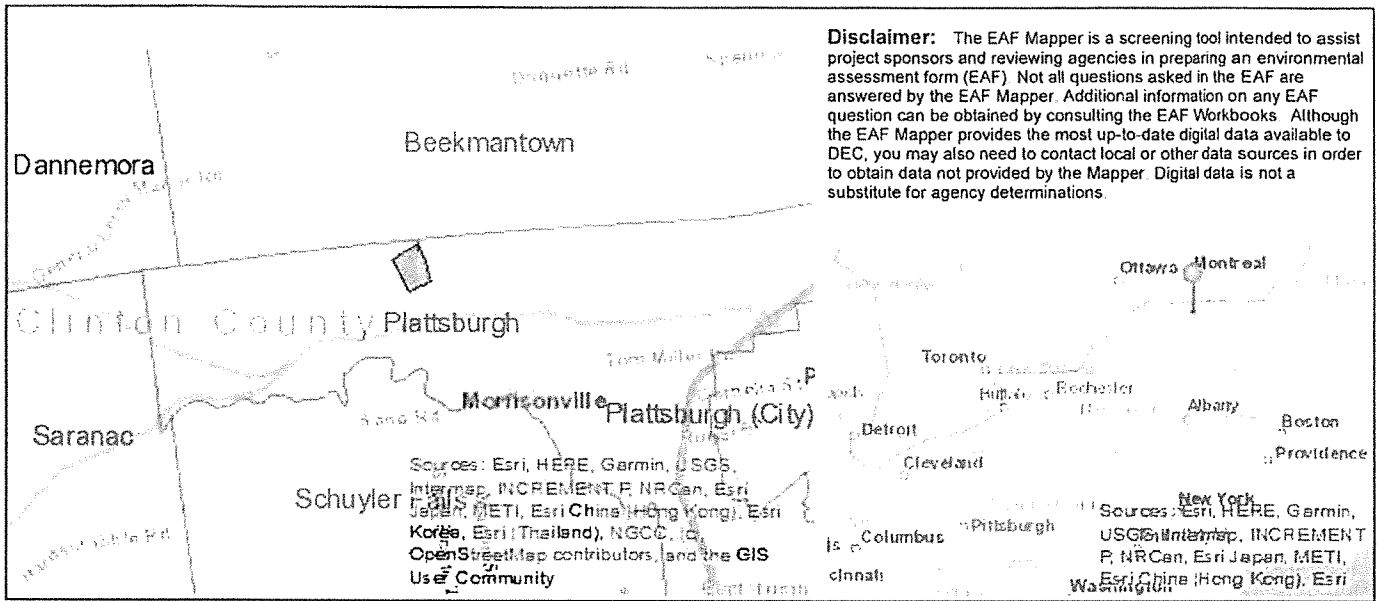 Disclaimer: The EAF Mapper is a screening tool intended to assist
project sponsors and reviewing agencies in preparing an environmental
assessment form (EAF). Not all questions asked in the EAF are
answered by the EAF Mapper. Additional information on any EAF
question can be obtained by consulting the EAF Workbooks. Although
the EAF Mapper provides the most up-to-date digital data available to
DEC, you may also need to contact local or other data sources in order
to obtain data not provided by the Mapper. Digital data is not a
substitute for agency determinations.
Duquette Rd
Beekmantown
Dannemora
Clinton County
Plattsburgh
Tom Miller
Morrisonville
Plattsburgh (City)
Saranac
Schuyler Falls
Sources: Esri, HERE, Garmin, USGS,
Intermap, INCREMENT P, NRCan, Esri
Japan, METI, Esri China (Hong Kong), Esri
Korea, Esri (Thailand), NGCC, (c)
OpenStreetMap contributors, and the GIS
User Community
Ottawa
Montreal
Toronto
Rochester
Albany
Boston
Detroit
Providence
Cleveland
New York
Pittsburgh
Columbus
cinnati
Washington
Sources: Esri, HERE, Garmin,
USGS, Intermap, INCREMENT
P, NRCan, Esri Japan, METI,
Esri China (Hong Kong), Esri